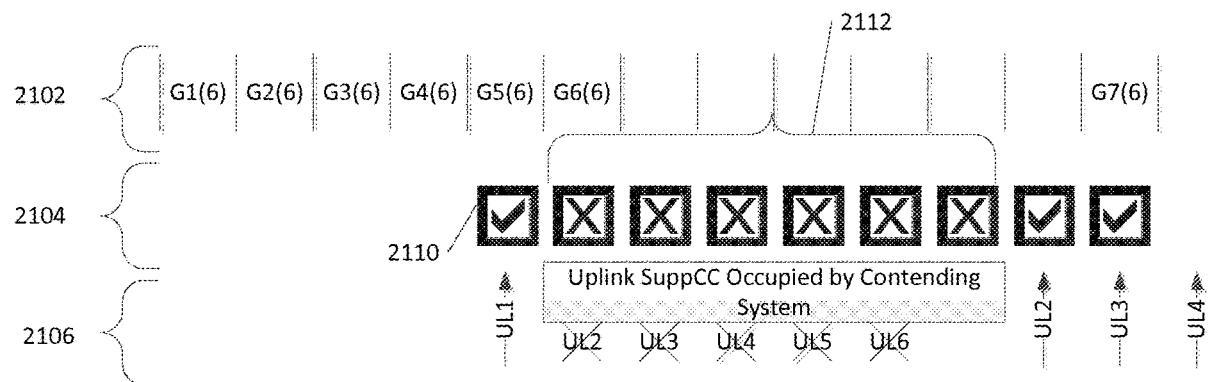 2112
2102 G1(6) G2(6) G3(6) G4(6) G5(6) G6(6) G7(6)
2104
2110
Uplink SuppCC Occupied by Contending
System
2106 UL1 UL2 UL3 UL4 UL5 UL6 UL2 UL3 UL4